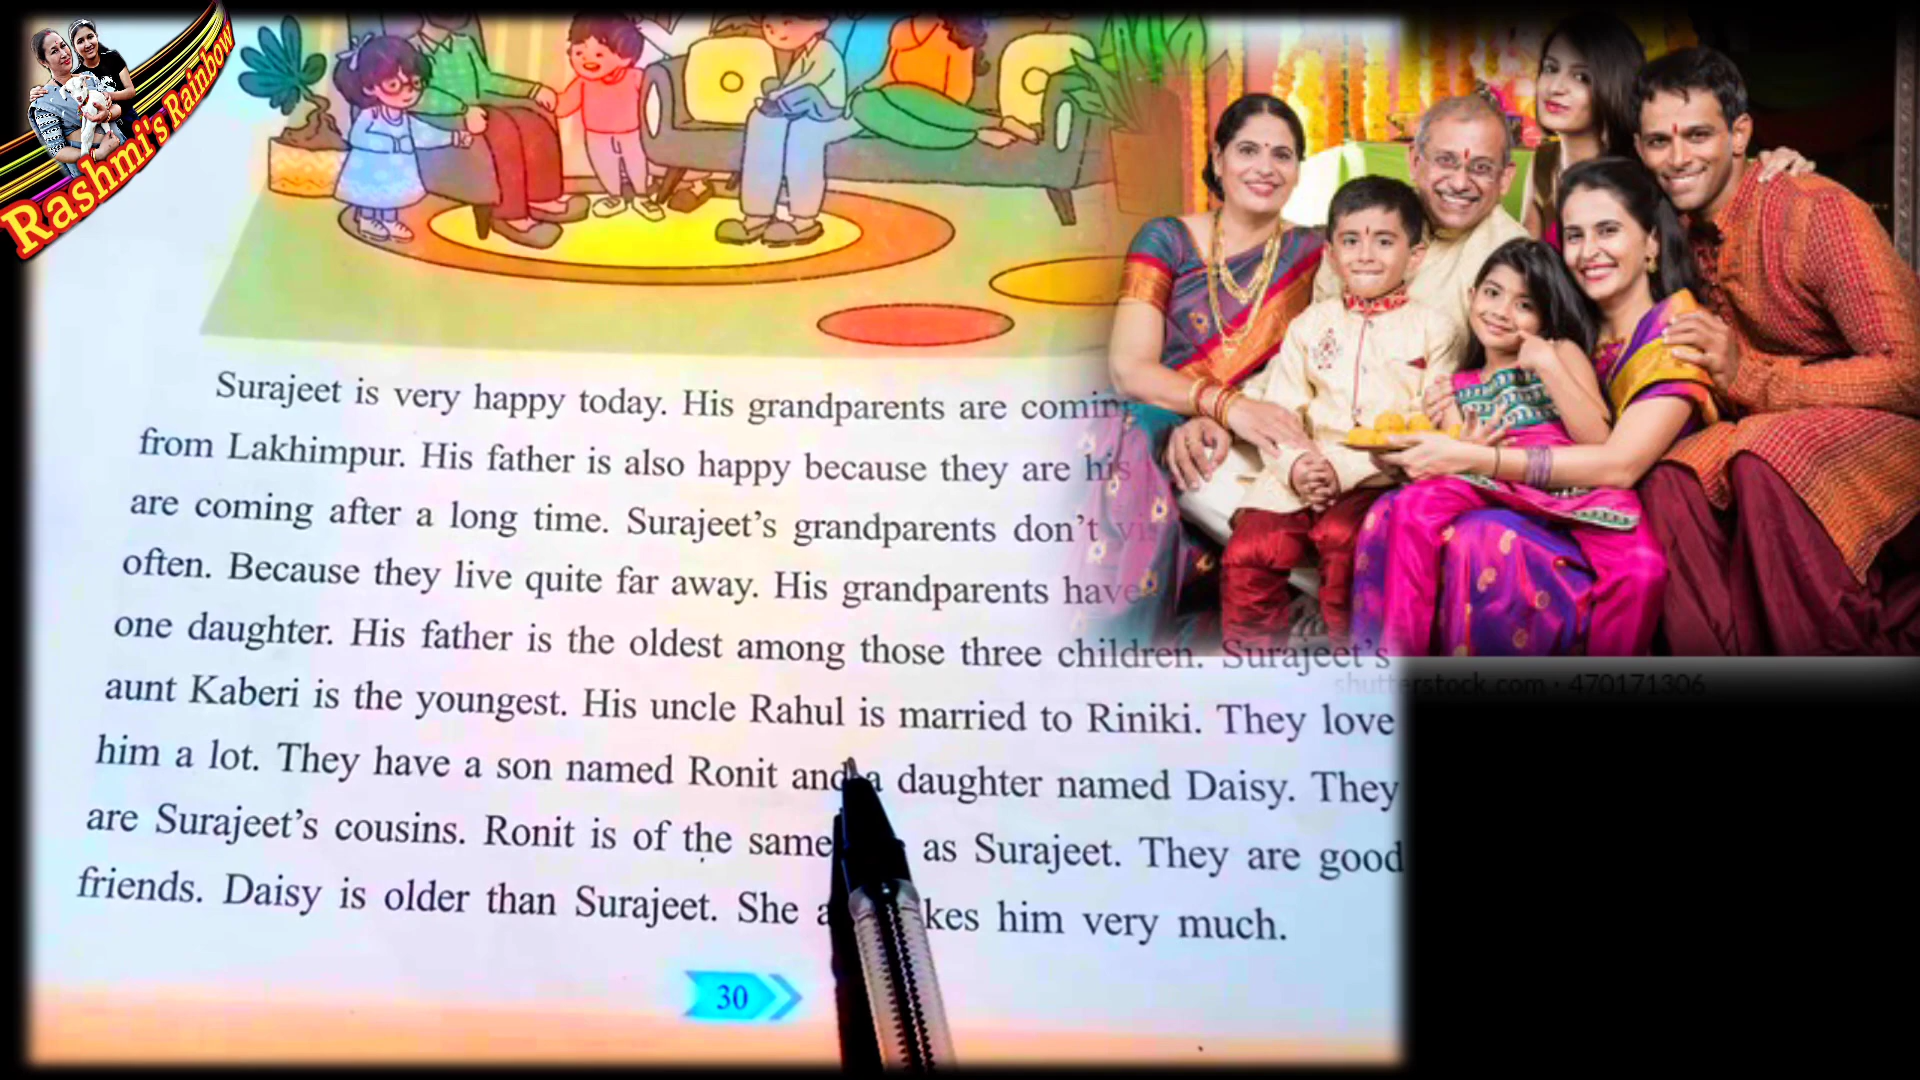 Rashmi's Rainbow
Surajeet is very happy today. His grandparents are coming
from Lakhimpur. His father is also happy because they are his
are coming after a long time. Surajeet's grandparents don't
often. Because they live quite far away. His grandparents have
one daughter. His father is the oldest among those three children. Surajeet's
aunt Kaberi is the youngest. His uncle Rahul is married to Riniki. They love
him a lot. They have a son named Ronit and a daughter named Daisy. They
are Surajeet's cousins. Ronit is of the same as Surajeet. They are good
friends. Daisy is older than Surajeet. She him very much.
30
shutterstock.com · 470171306